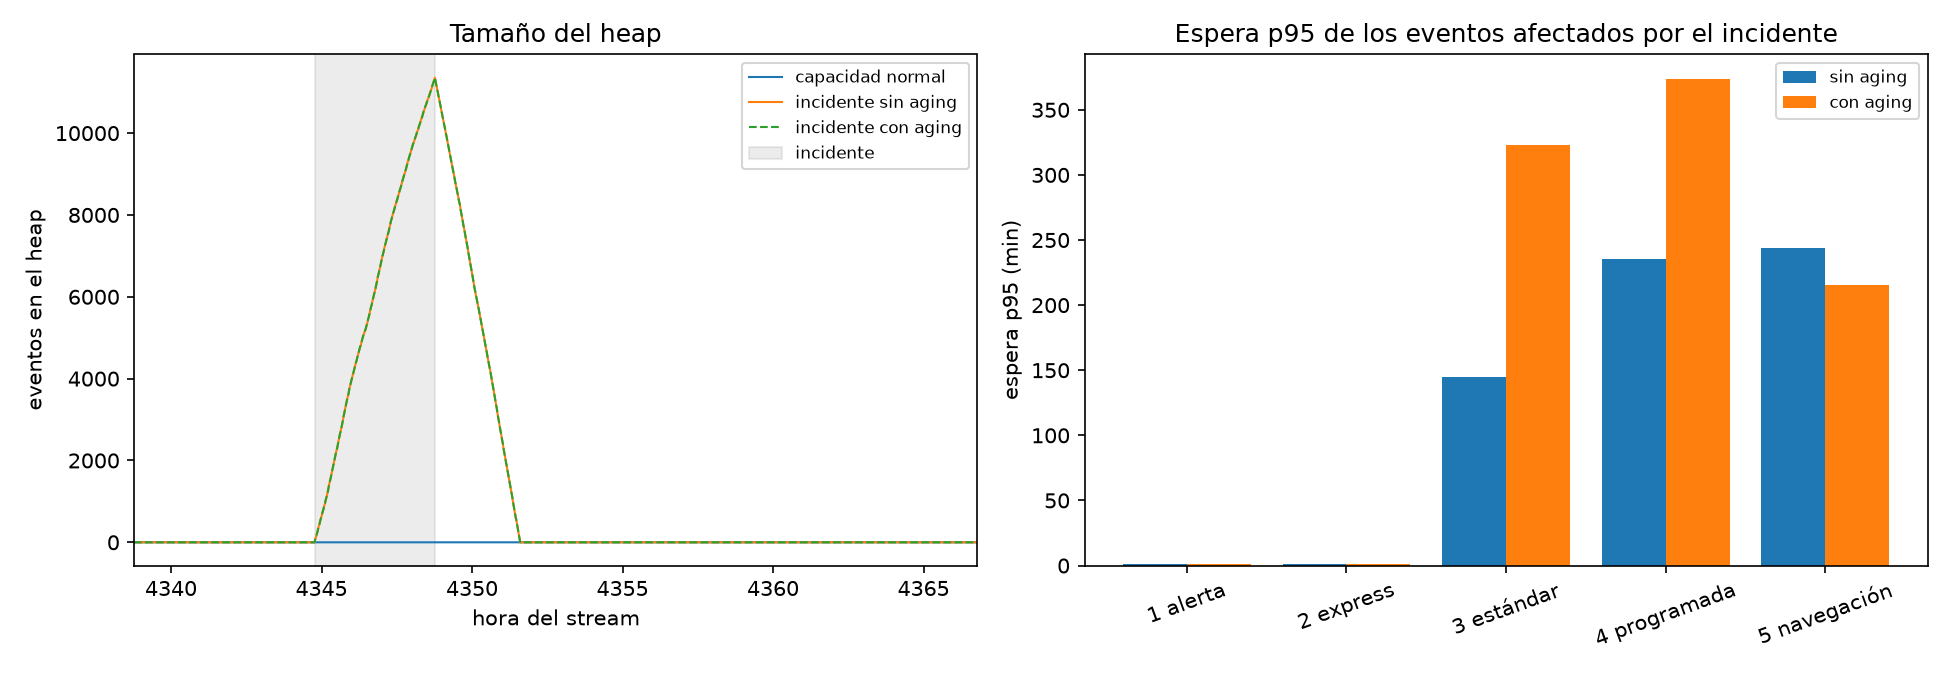 Tamaño del heap
eventos en el heap
10000
8000
6000
4000
2000
0
4340
4345
4350
4355
4360
4365
hora del stream
capacidad normal
incidente sin aging
incidente con aging
incidente
Espera p95 de los eventos afectados por el incidente
espera p95 (min)
350
300
250
200
150
100
50
0
1 alerta
2 express
3 estándar
4 programada
5 navegación
sin aging
con aging